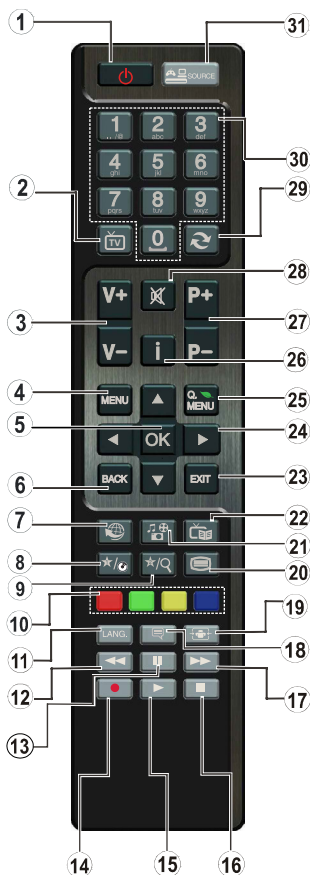 1
31
SOURCE
1 2 3
., /@ abc def
30
4 5 6
ghi jkl mno
7 8 9
pqrs tuv wxyz
2
29
TV 0
28
V+ P+
3
27
V- i P-
26
4
MENU Q. MENU
25
5
OK
24
6
BACK EXIT
23
7
22
21
8
20
9
10
19
LANG.
11
18
12
17
13
14
15
16